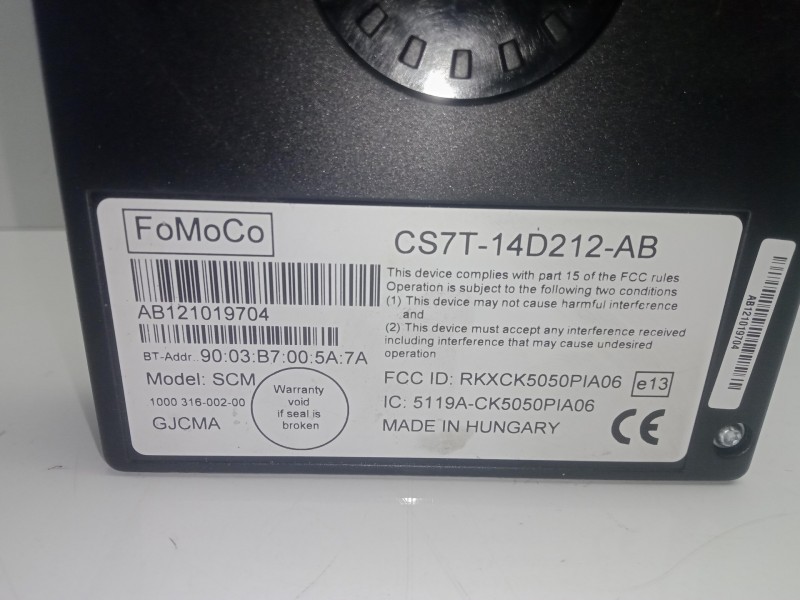 FoMoCo
CS7T-14D212-AB
AB121019704
BT-Addr.. 90:03:B7:00:5A:7A
Model: SCM
1000 316-002-00
GJCMA
Warranty
void
if seal is
broken
This device complies with part 15 of the FCC rules
Operation is subject to the following two conditions
(1) This device may not cause harmful interference
and
(2) This device must accept any interference received
including interference that may cause undesired
operation
FCC ID: RKXCK5050PIA06 e13
IC: 5119A-CK5050PIA06
MADE IN HUNGARY CE
AB121019704